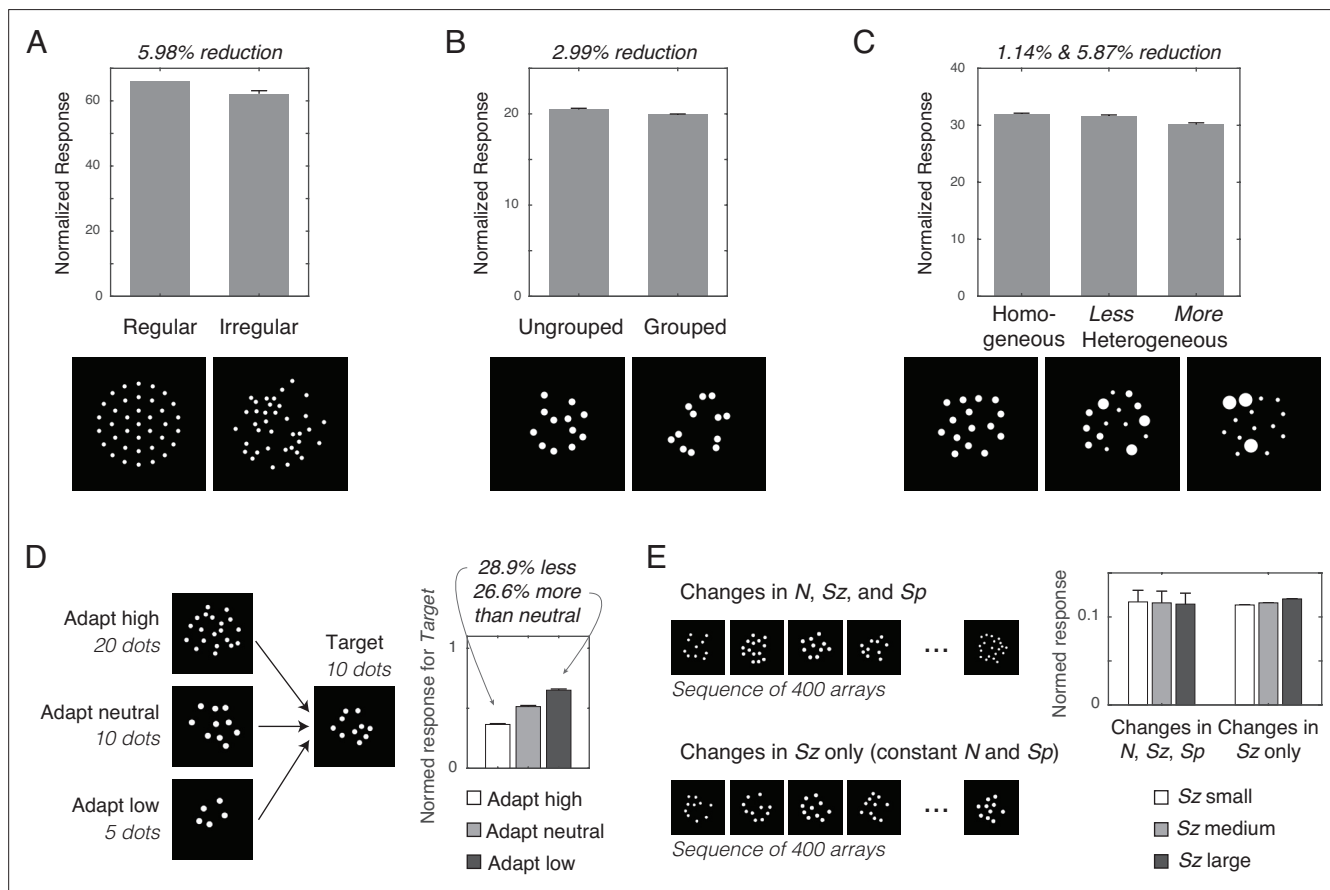 A
5.98% reduction
Normalized Response
60
40
20
0
Regular
Irregular
B
2.99% reduction
Normalized Response
20
15
10
5
0
Ungrouped
Grouped
C
1.14% & 5.87% reduction
Normalized Response
40
30
20
10
0
Homo-
geneous
Less
More
Heterogeneous
D
Adapt high
20 dots
Adapt neutral
10 dots
Adapt low
5 dots
Target
10 dots
28.9% less
26.6% more
than neutral
Normed response for Target
1
0
Adapt high
Adapt neutral
Adapt low
E
Changes in N, Sz, and Sp
...
Sequence of 400 arrays
Changes in Sz only (constant N and Sp)
...
Sequence of 400 arrays
Normed response
0.1
0
Changes in
N, Sz, Sp
Changes in
Sz only
Sz small
Sz medium
Sz large